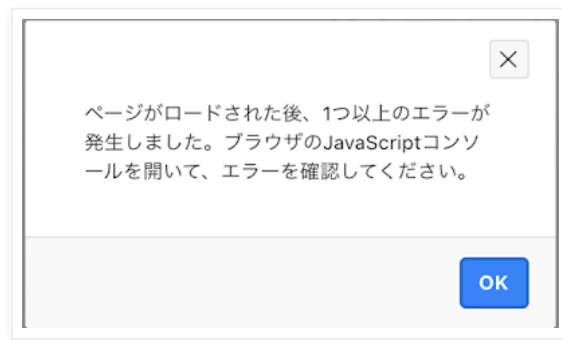 ページがロードされた後、1つ以上のエラーが
発生しました。ブラウザのJavaScriptコンソ
ールを開いて、エラーを確認してください。
OK